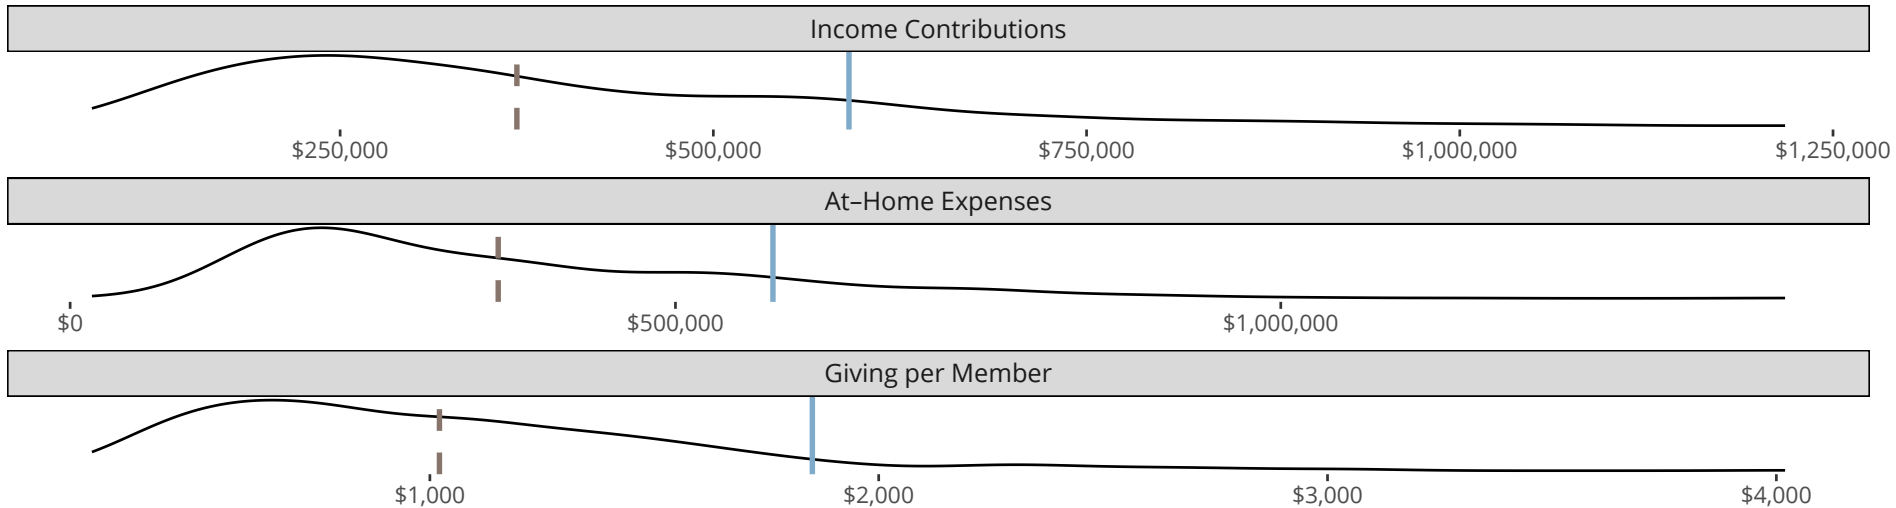 Income Contributions
$250,000 $500,000 $750,000 $1,000,000 $1,250,000
At–Home Expenses
$0 $500,000 $1,000,000
Giving per Member
$1,000 $2,000 $3,000 $4,000